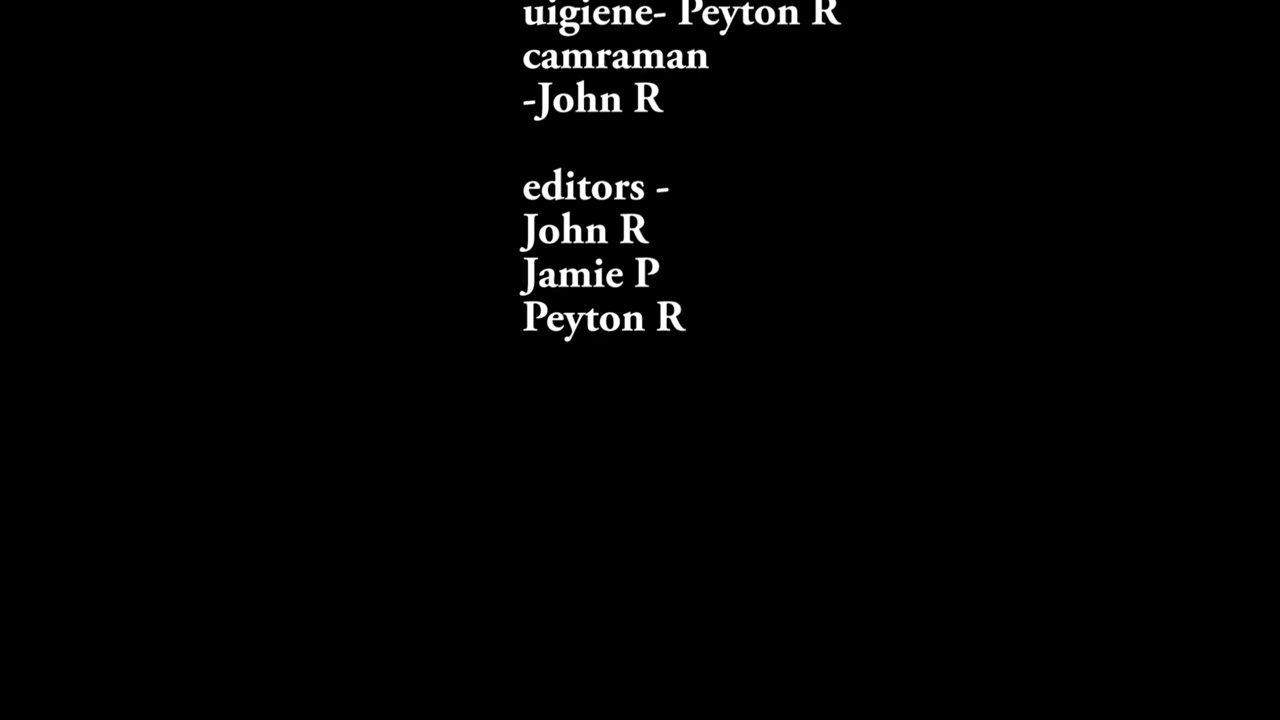 uigiene- Peyton R
camraman
-John R
editors -
John R
Jamie P
Peyton R